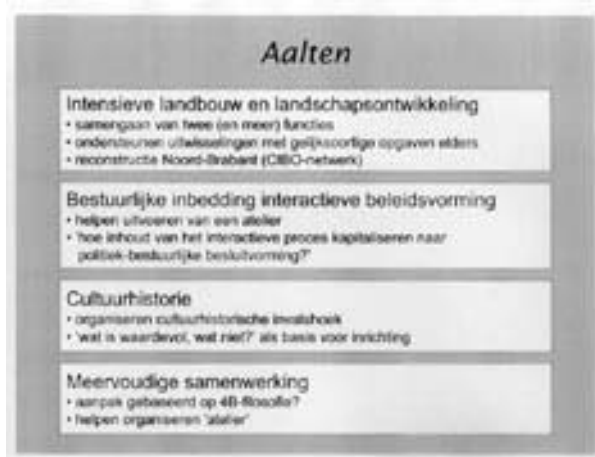 Aalten
Intensieve landbouw en landschapsontwikkeling
• samengaan van twee (en meer) functies
• ondersteunen uitwisselingen met gelijksoortige opgaven elders
• reconstructie Noord-Brabant (CIBO-netwerk)
Bestuurlijke inbedding interactieve beleidsvorming
• helpen uitvoeren van een atelier
• 'hoe inhoud van het interactieve proces kapitaliseren naar
politiek-bestuurlijke besluitvorming?'
Cultuurhistorie
• organiseren cultuurhistorische invalshoek
• 'wat is waardevol, wat niet?' als basis voor inrichting
Meervoudige samenwerking
• aanpak gebaseerd op 4B-filosofie?
• helpen organiseren 'atelier'